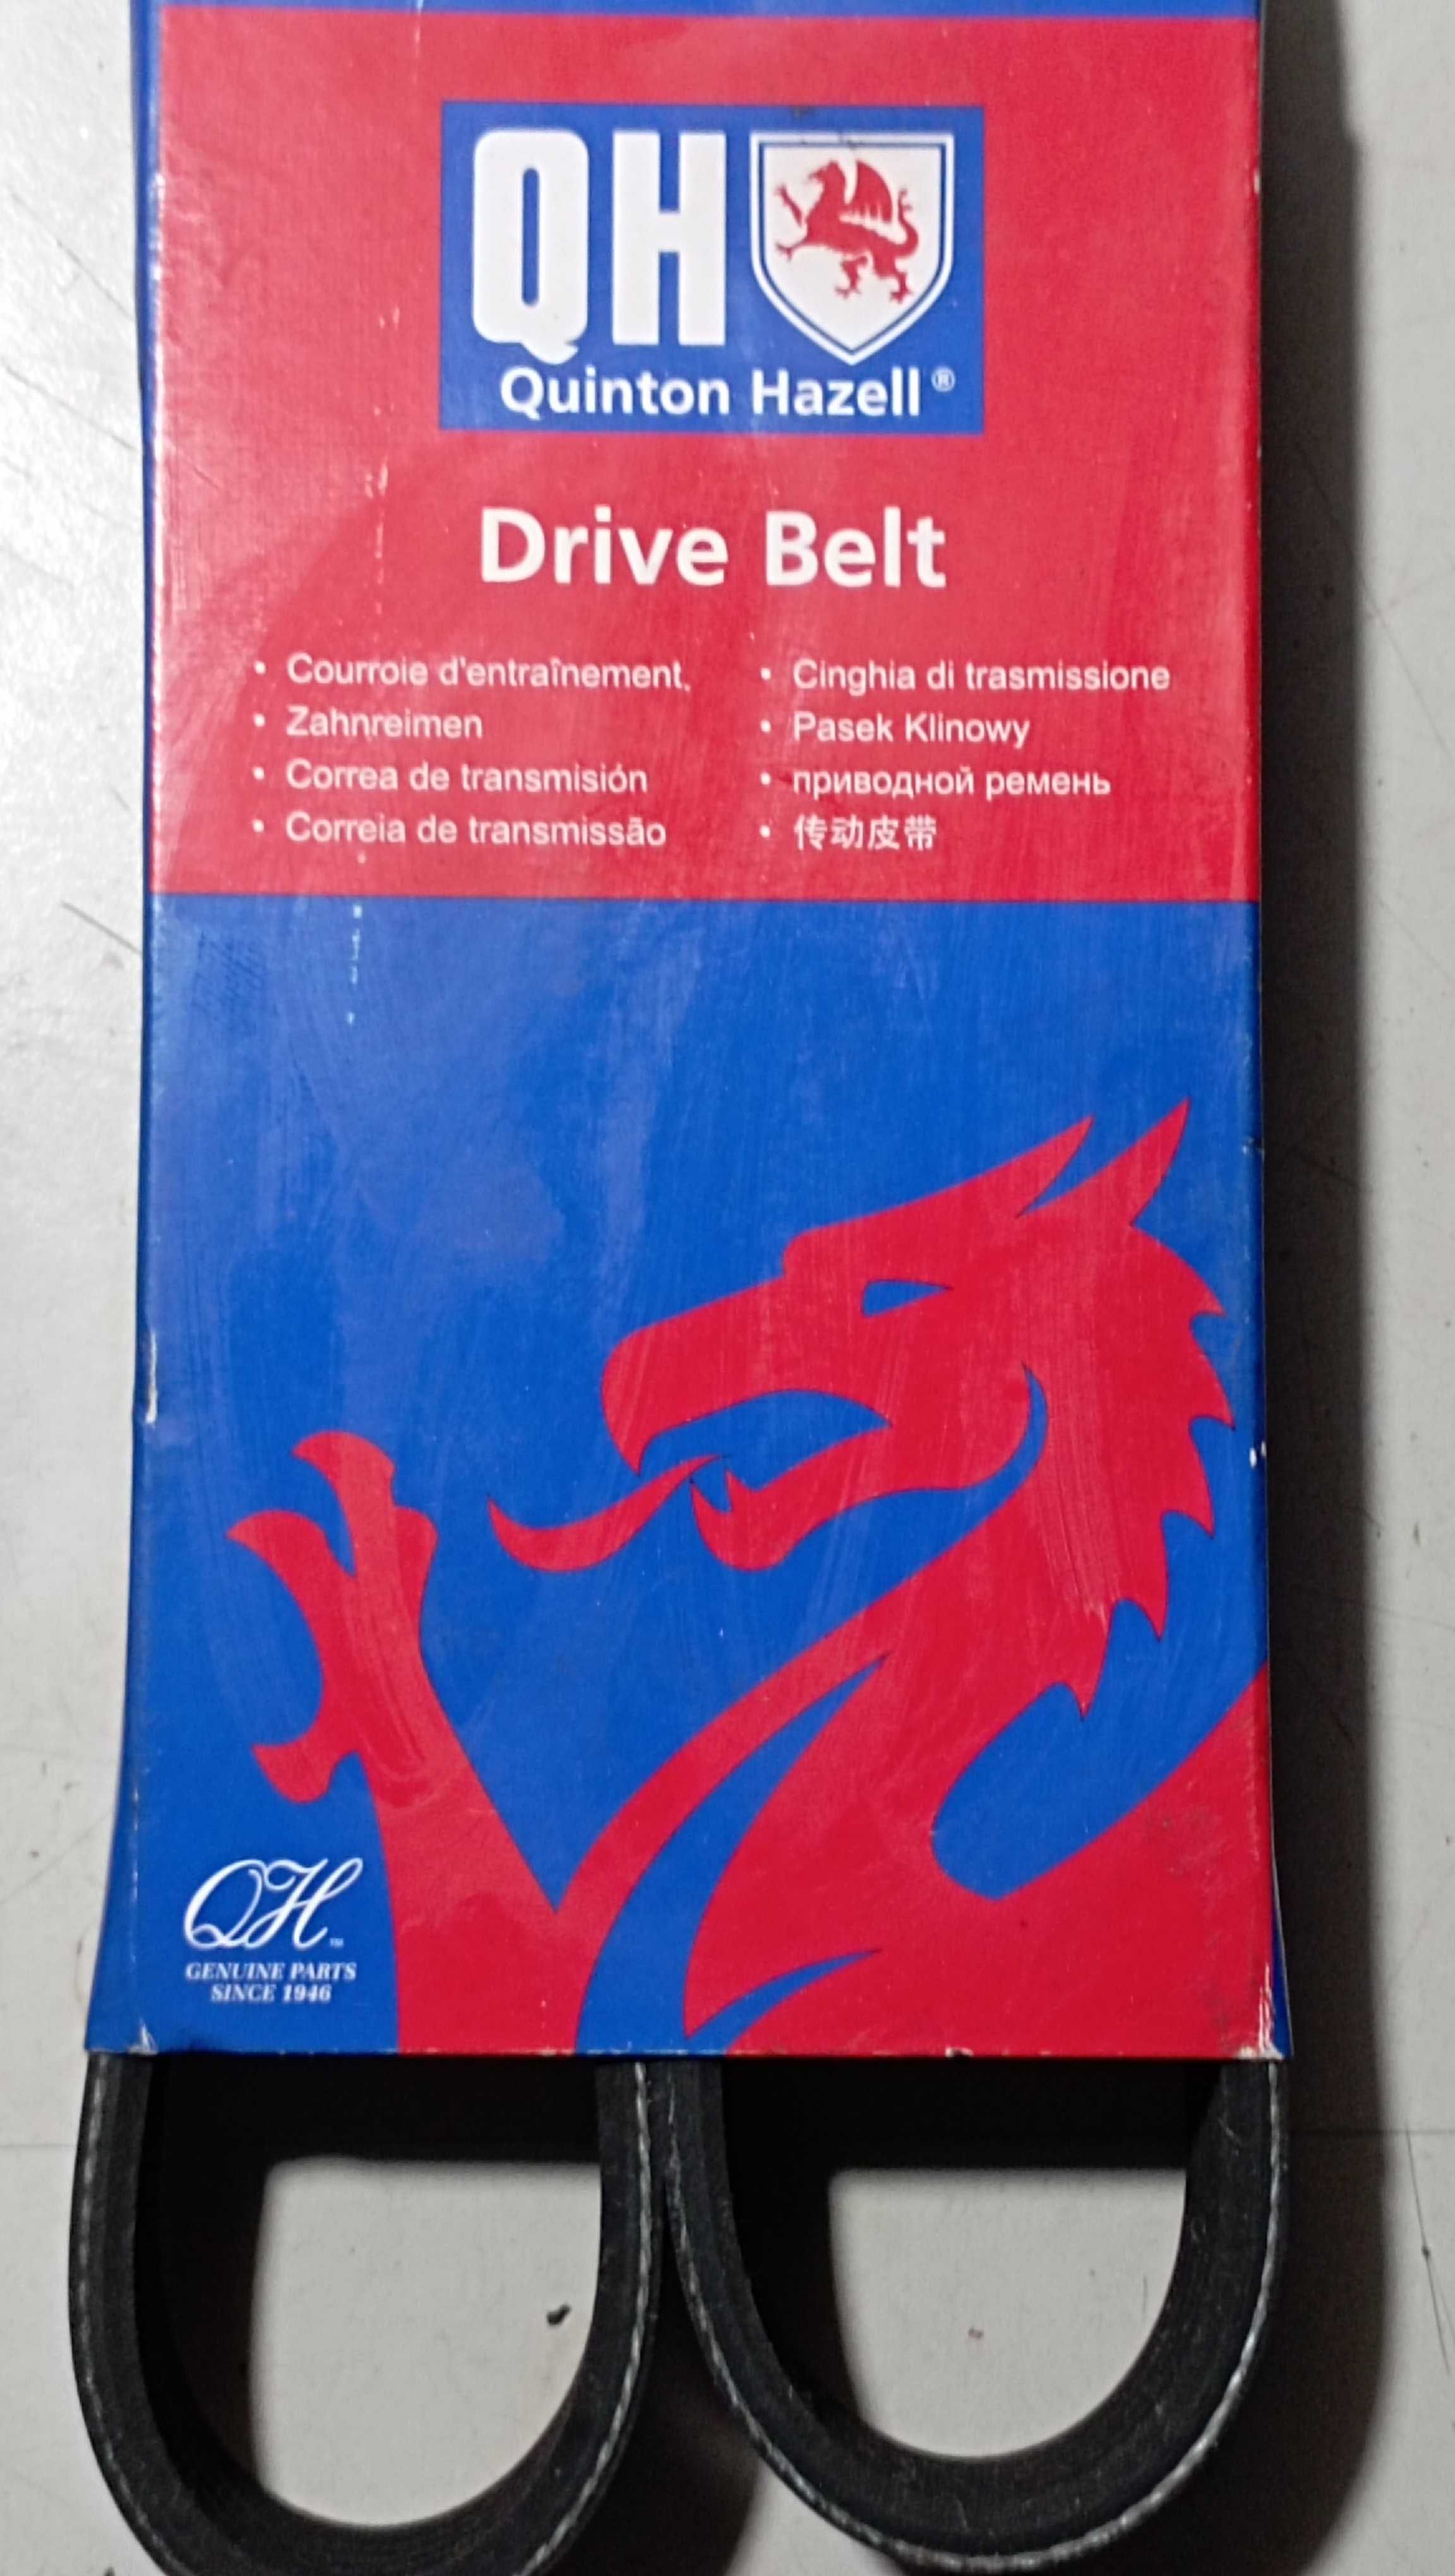 QH
Quinton Hazell®
Drive Belt
• Courroie d'entraînement.
• Zahnreimen
• Correa de transmisión
• Correia de transmissão
• Cinghia di trasmissione
• Pasek Klinowy
• приводной ремень
• 传动皮带
QH™
GENUINE PARTS
SINCE 1946